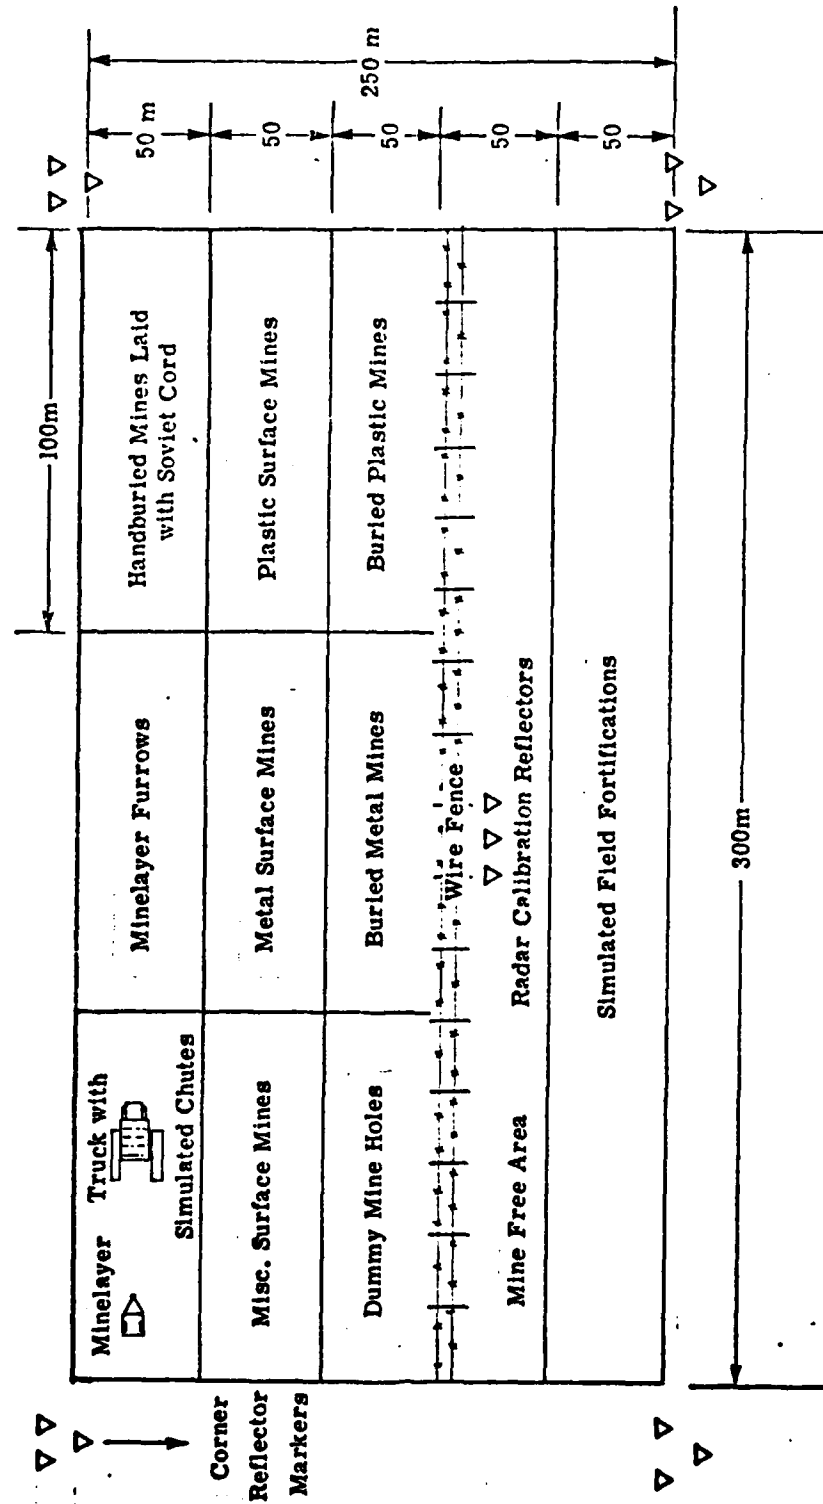 100m
Minelayer
Truck with
Simulated Chutes
Minelayer Furrows
Handburied Mines Laid
with Soviet Cord
50 m
250 m
Misc. Surface Mines
Metal Surface Mines
Plastic Surface Mines
50
Dummy Mine Holes
Buried Metal Mines
Buried Plastic Mines
50
Wire Fence
Mine Free Area
Radar Calibration Reflectors
50
Simulated Field Fortifications
50
Corner
Reflector
Markers
300m